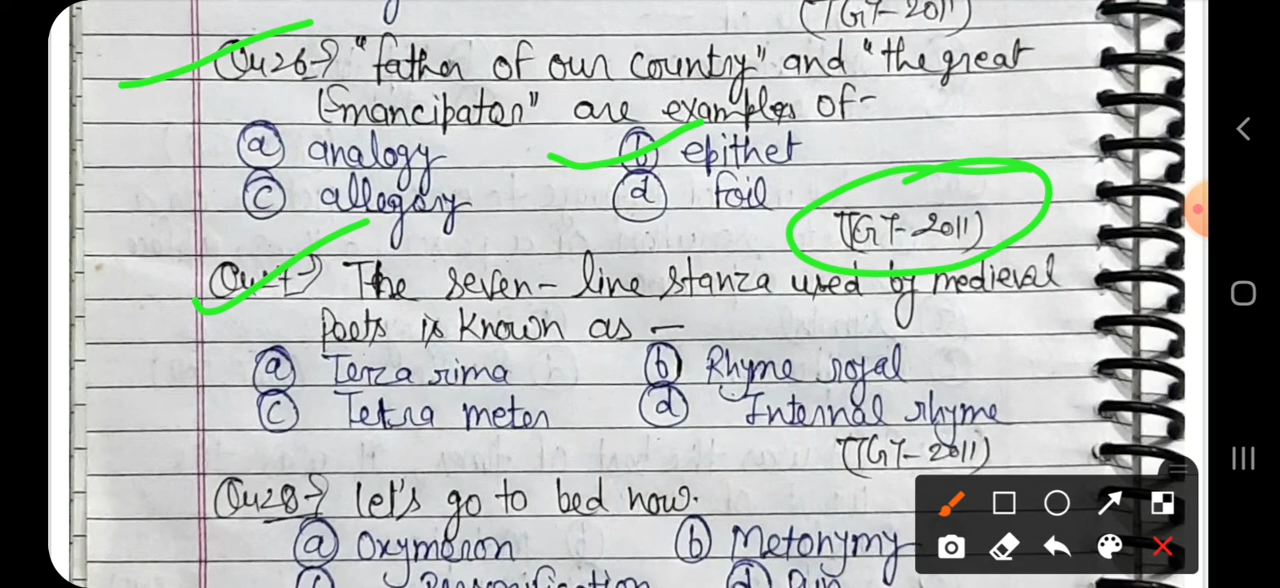 (TGT-2011)
Qu26→ "father of our country" and "the great
Emancipator" are examples of-
(a) analogy (b) epithet
(c) allegory (d) foil
(TGT-2011)
Qu27→ The seven-line stanza used by medieval
Poets is known as -
(a) Terza rima (b) Rhyme royal
(c) Tetra meter (d) Internal rhyme
(TGT-2011)
Qu28→ let's go to bed now.
(a) Oxymoron (b) Metonymy
(c) Personification (d) Pun